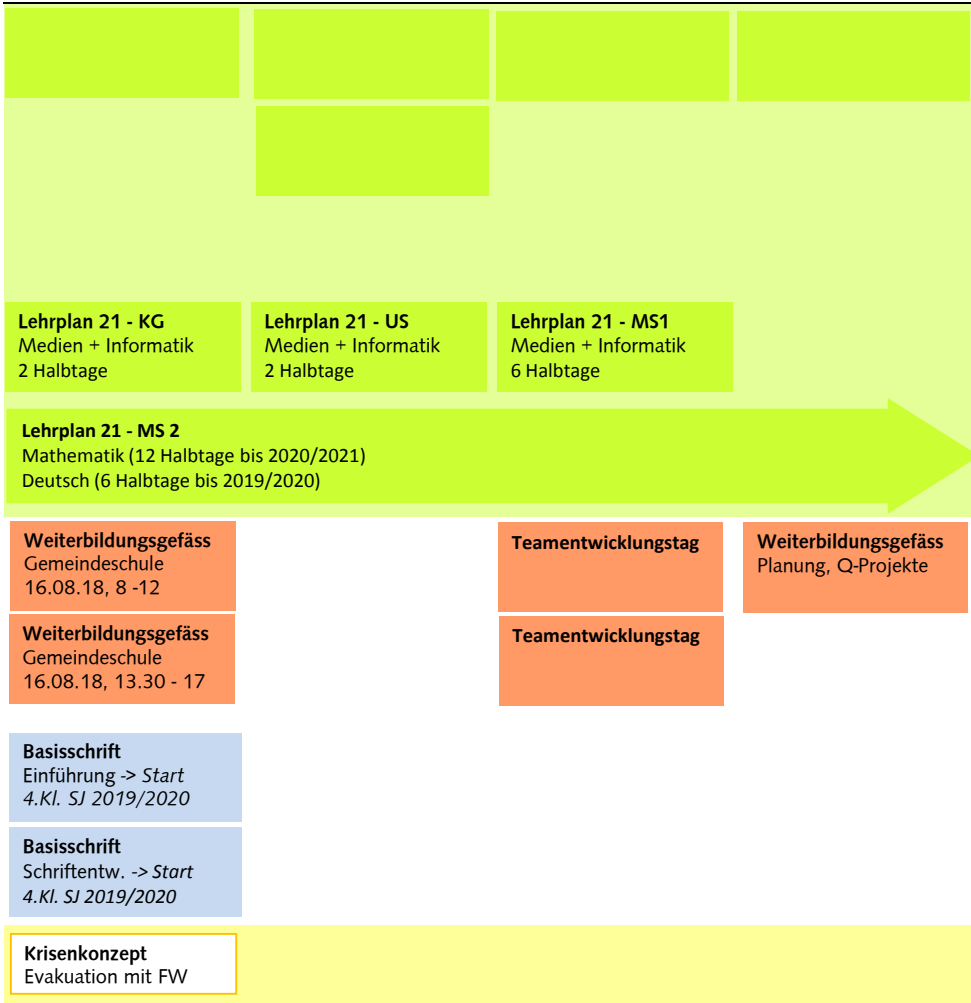 Lehrplan 21 - KG
Medien + Informatik
2 Halbtage
Lehrplan 21 - US
Medien + Informatik
2 Halbtage
Lehrplan 21 - MS1
Medien + Informatik
6 Halbtage
Lehrplan 21 - MS 2
Mathematik (12 Halbtage bis 2020/2021)
Deutsch (6 Halbtage bis 2019/2020)
Weiterbildungsgefäss
Gemeindeschule
16.08.18, 8 -12
Teamentwicklungstag
Weiterbildungsgefäss
Planung, Q-Projekte
Weiterbildungsgefäss
Gemeindeschule
16.08.18, 13.30 - 17
Teamentwicklungstag
Basisschrift
Einführung -> Start
4.Kl. SJ 2019/2020
Basisschrift
Schriftentw. -> Start
4.Kl. SJ 2019/2020
Krisenkonzept
Evakuation mit FW